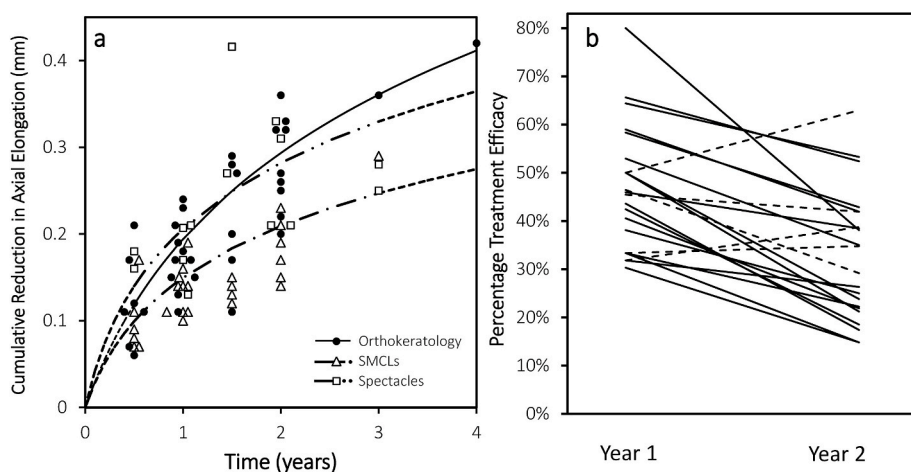 a
Cumulative Reduction in Axial Elongation (mm)
0.4
0.3
0.2
0.1
0
0
1
2
3
4
Time (years)
Orthokeratology
SMCLs
Spectacles
b
Percentage Treatment Efficacy
80%
70%
60%
50%
40%
30%
20%
10%
0%
Year 1
Year 2